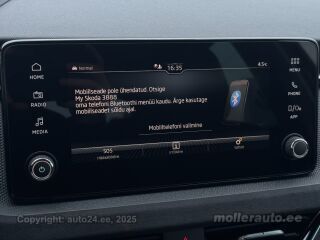 Normal
16:35
4.5°C
HOME
RADIO
MEDIA
MENU
PHONE
APP
Mobiilseade pole ühendatud. Otsige
My Skoda 3888
oma telefoni Bluetoothi menüü kaudu. Ärge kasutage
mobiilseadet sõidu ajal.
Mobiiltelefoni valimine
SOS
Copyright auto24.ee, 2025
mollerauto.ee